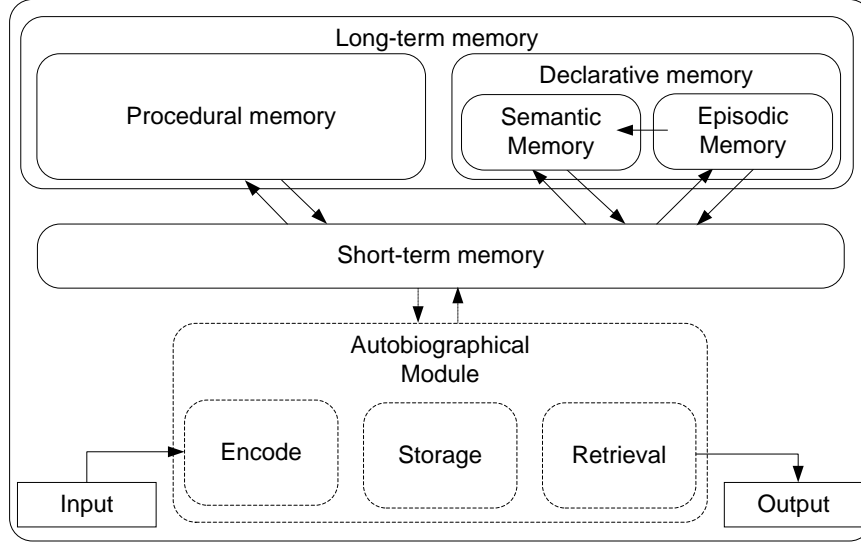 Long-term memory
Procedural memory
Declarative memory
Semantic
Memory
Episodic
Memory
Short-term memory
Autobiographical
Module
Encode
Storage
Retrieval
Input
Output